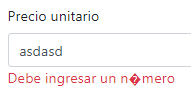 Precio unitario
asdasd
Debe ingresar un n�mero